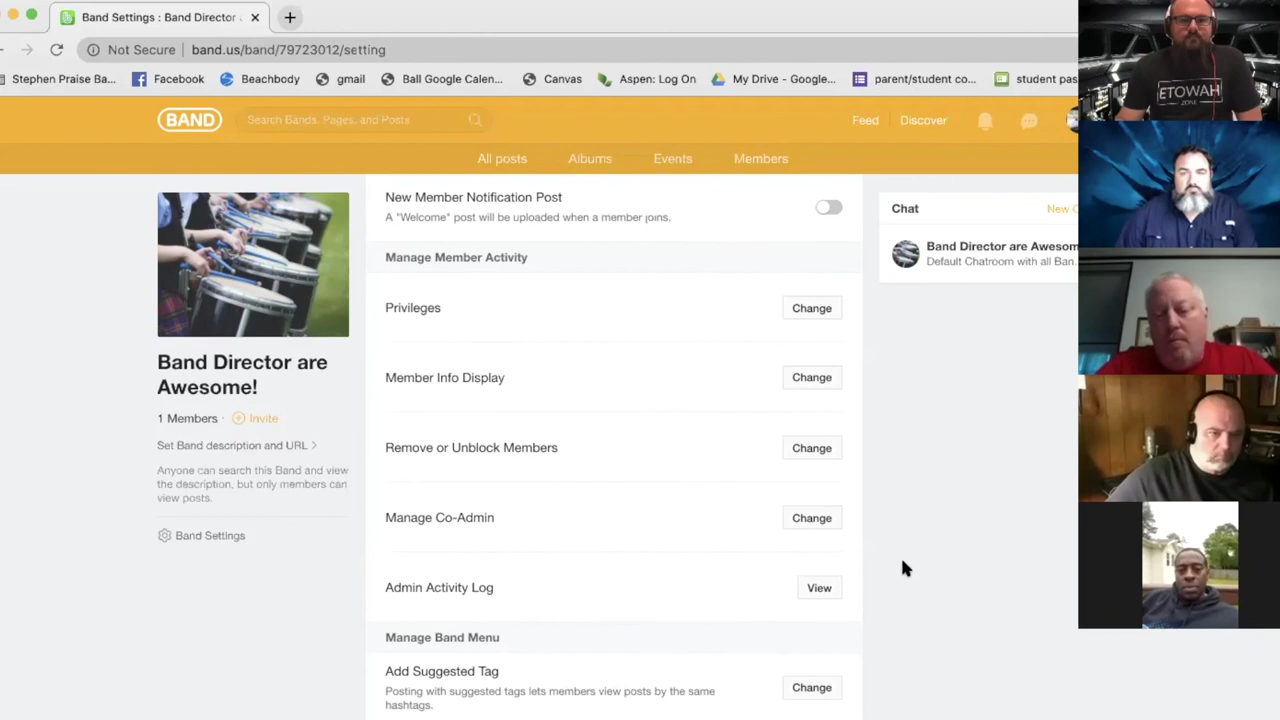 Band Settings : Band Director
Not Secure
band.us/band/79723012/setting
Stephen Praise Ba...
Facebook
Beachbody
gmail
Ball Google Calen...
Canvas
Aspen: Log On
My Drive - Google...
parent/student co...
student pas
BAND
Search Bands, Pages, and Posts
Feed
Discover
All posts
Albums
Events
Members
Band Director are
Awesome!
1 Members
Invite
Set Band description and URL >
Anyone can search this Band and view
the description, but only members can
view posts.
Band Settings
New Member Notification Post
A "Welcome" post will be uploaded when a member joins.
Manage Member Activity
Privileges
Change
Member Info Display
Change
Remove or Unblock Members
Change
Manage Co-Admin
Change
Admin Activity Log
View
Manage Band Menu
Add Suggested Tag
Posting with suggested tags lets members view posts by the same
hashtags.
Change
Chat
New
Band Director are Awesom
Default Chatroom with all Ban.
ETOWAH
ZONE